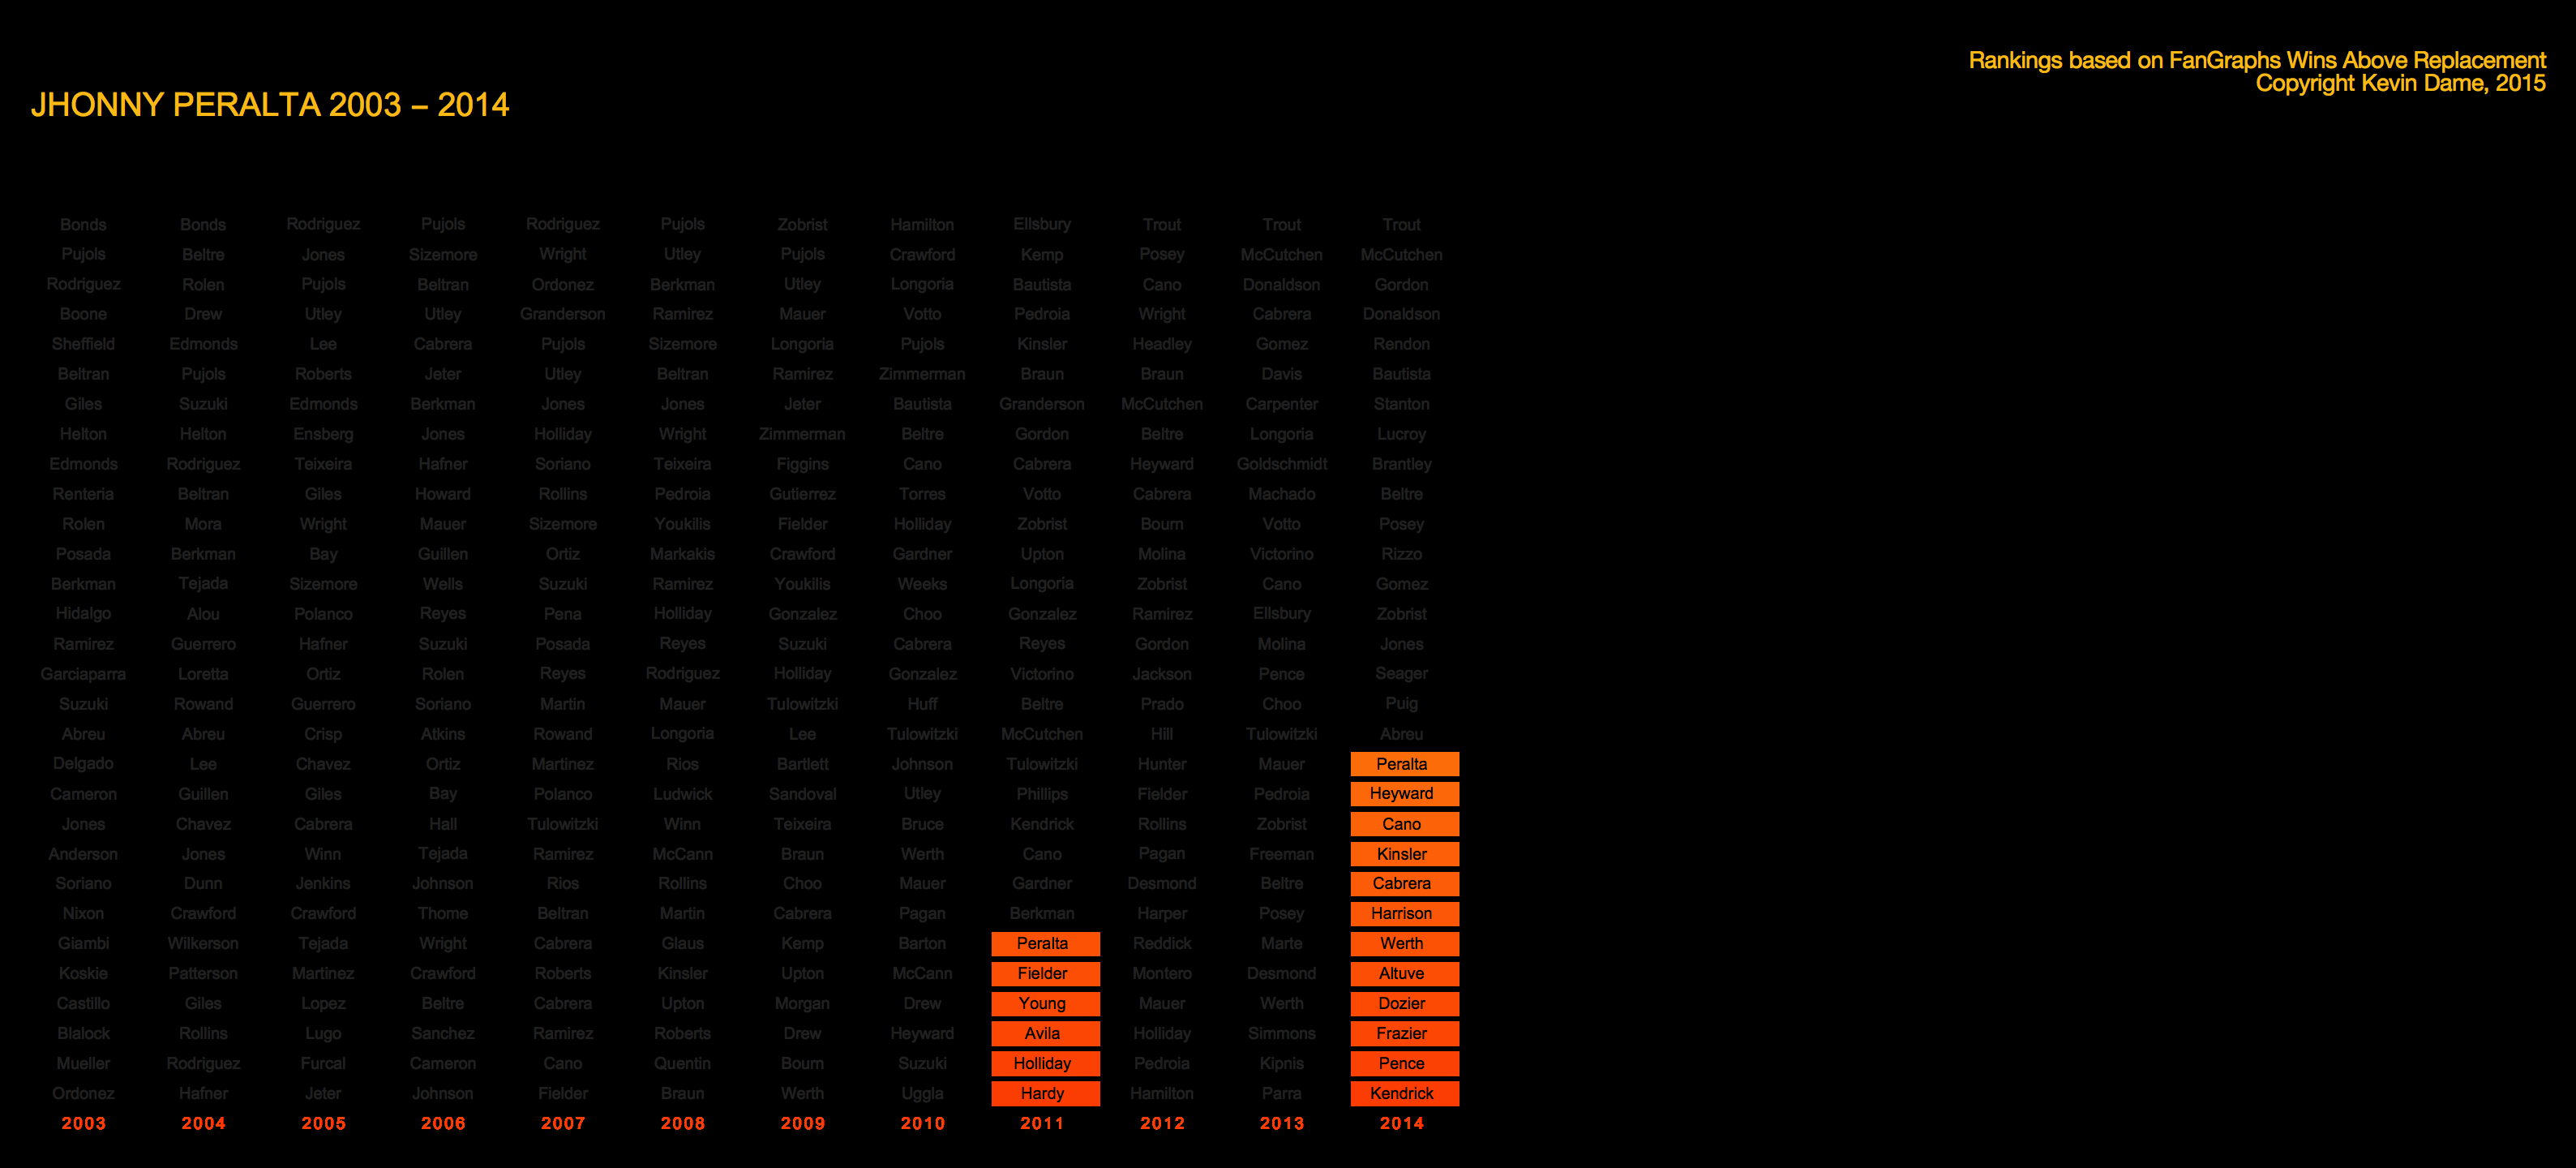 Rankings based on FanGraphs Wins Above Replacement
Copyright Kevin Dame, 2015
JHONNY PERALTA 2003 – 2014
Bonds Bonds Rodriguez Pujols Rodriguez Pujols Zobrist Hamilton Ellsbury Trout Trout Trout
Pujols Beltre Jones Sizemore Wright Utley Pujols Crawford Kemp Posey McCutchen McCutchen
Rodriguez Rolen Pujols Beltran Ordonez Berkman Utley Longoria Bautista Cano Donaldson Gordon
Boone Drew Utley Utley Granderson Ramirez Mauer Votto Pedroia Wright Cabrera Donaldson
Sheffield Edmonds Lee Cabrera Pujols Sizemore Longoria Pujols Kinsler Headley Gomez Rendon
Beltran Pujols Roberts Jeter Utley Beltran Ramirez Zimmerman Braun Braun Davis Bautista
Giles Suzuki Edmonds Berkman Jones Jones Jeter Bautista Granderson McCutchen Carpenter Stanton
Helton Helton Ensberg Jones Holliday Wright Zimmerman Beltre Gordon Beltre Longoria Lucroy
Edmonds Rodriguez Teixeira Hafner Soriano Teixeira Figgins Cano Cabrera Heyward Goldschmidt Brantley
Renteria Beltran Giles Howard Rollins Pedroia Gutierrez Torres Votto Cabrera Machado Beltre
Rolen Mora Wright Mauer Sizemore Youkilis Fielder Holliday Zobrist Bourn Votto Posey
Posada Berkman Bay Guillen Ortiz Markakis Crawford Gardner Upton Molina Victorino Rizzo
Berkman Tejada Sizemore Wells Suzuki Ramirez Youkilis Weeks Longoria Zobrist Cano Gomez
Hidalgo Alou Polanco Reyes Pena Holliday Gonzalez Choo Gonzalez Ramirez Ellsbury Zobrist
Ramirez Guerrero Hafner Suzuki Posada Reyes Suzuki Cabrera Reyes Gordon Molina Jones
Garciaparra Loretta Ortiz Rolen Reyes Rodriguez Holliday Gonzalez Victorino Jackson Pence Seager
Suzuki Rowand Guerrero Soriano Martin Mauer Tulowitzki Huff Beltre Prado Choo Puig
Abreu Abreu Crisp Atkins Rowand Longoria Lee Tulowitzki McCutchen Hill Tulowitzki Abreu
Delgado Lee Chavez Ortiz Martinez Rios Bartlett Johnson Tulowitzki Hunter Mauer Peralta
Cameron Guillen Giles Bay Polanco Ludwick Sandoval Utley Phillips Fielder Pedroia Heyward
Jones Chavez Cabrera Hall Tulowitzki Winn Teixeira Bruce Kendrick Rollins Zobrist Cano
Anderson Jones Winn Tejada Ramirez McCann Braun Werth Cano Pagan Freeman Kinsler
Soriano Dunn Jenkins Johnson Rios Rollins Choo Mauer Gardner Desmond Beltre Cabrera
Nixon Crawford Crawford Thome Beltran Martin Cabrera Pagan Berkman Harper Posey Harrison
Giambi Wilkerson Tejada Wright Cabrera Glaus Kemp Barton Peralta Reddick Marte Werth
Koskie Patterson Martinez Crawford Roberts Kinsler Upton McCann Fielder Montero Desmond Altuve
Castillo Giles Lopez Beltre Cabrera Upton Morgan Drew Young Mauer Werth Dozier
Blalock Rollins Lugo Sanchez Ramirez Roberts Drew Heyward Avila Holliday Simmons Frazier
Mueller Rodriguez Furcal Cameron Cano Quentin Bourn Suzuki Holliday Pedroia Kipnis Pence
Ordonez Hafner Jeter Johnson Fielder Braun Werth Uggla Hardy Hamilton Parra Kendrick
2003 2004 2005 2006 2007 2008 2009 2010 2011 2012 2013 2014